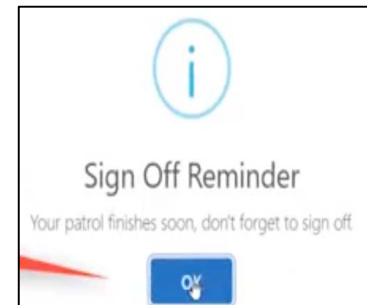 i
Sign Off Reminder
Your patrol finishes soon, don't forget to sign off.
OK